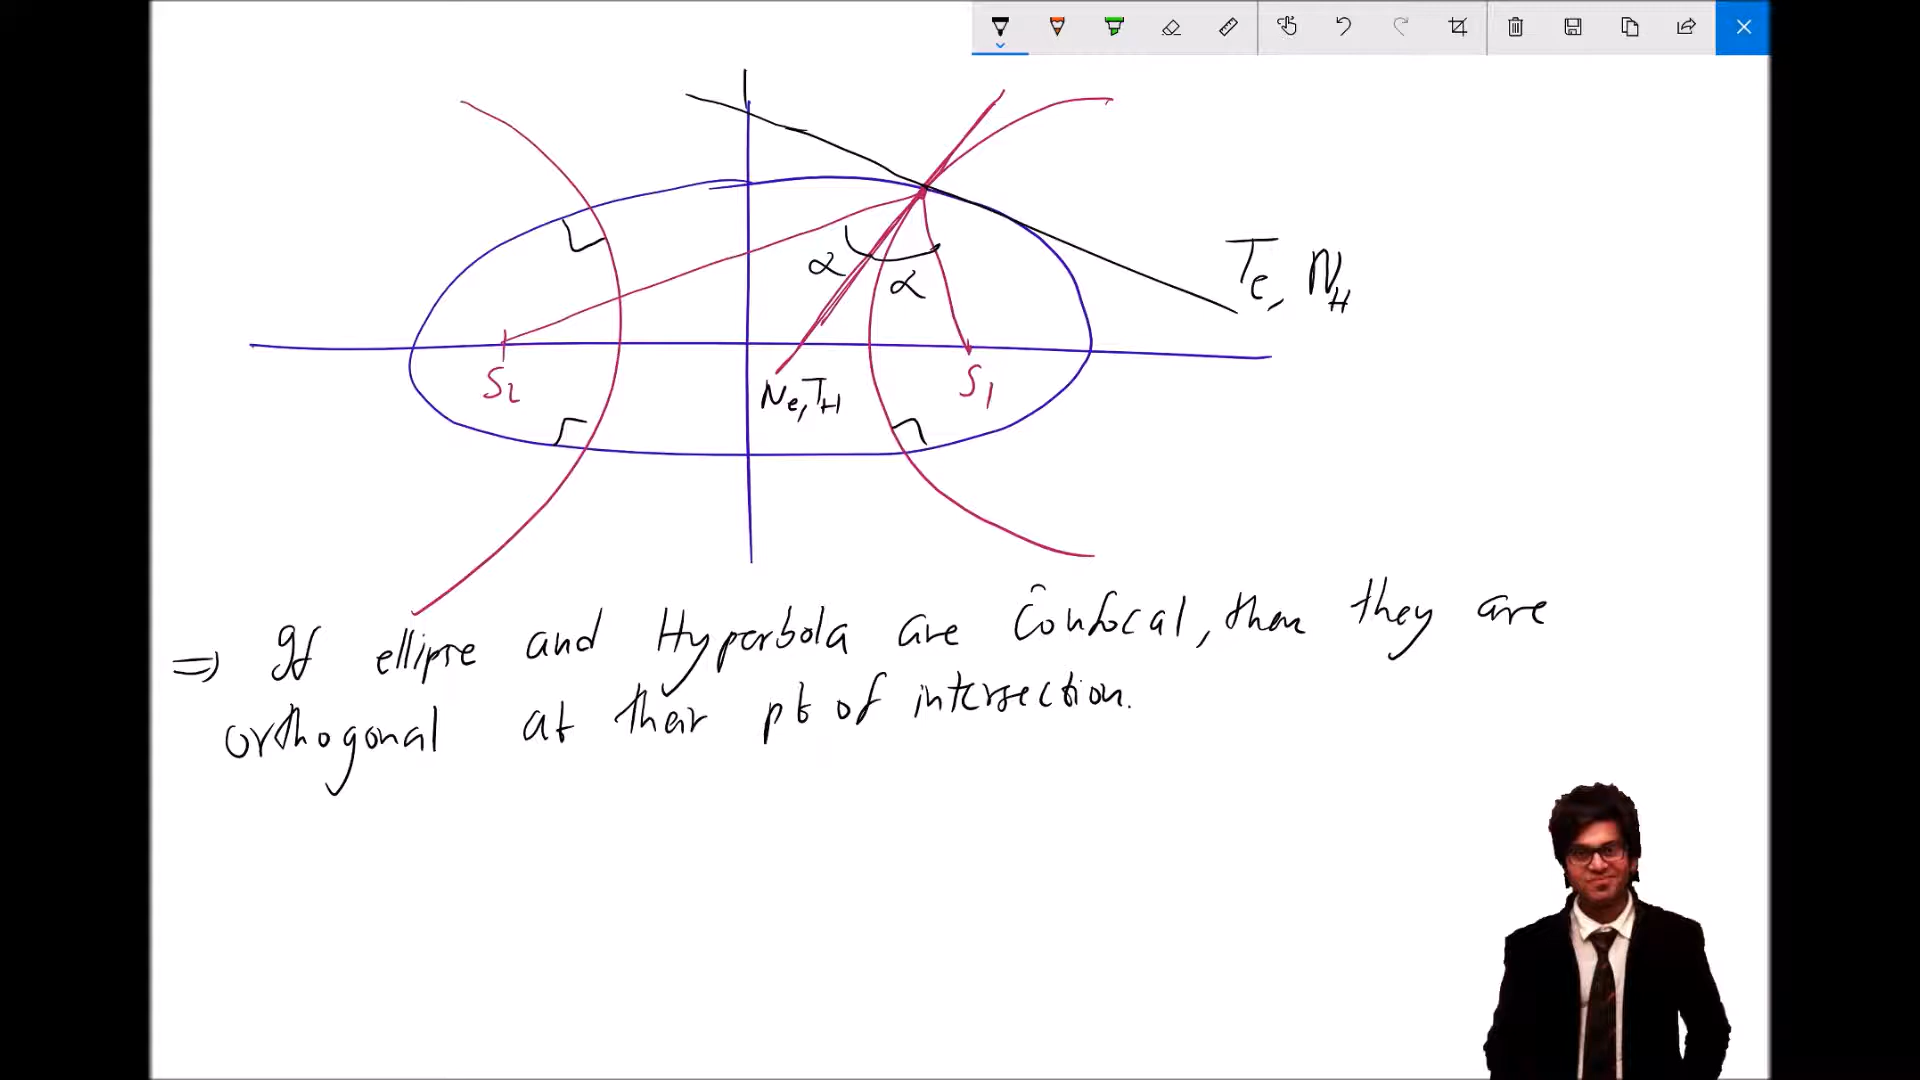 α
α
Te, NH
S2
Ne, TH
S1
⇒ If ellipse and Hyperbola are Confocal, then they are
orthogonal at their pt of intersection.